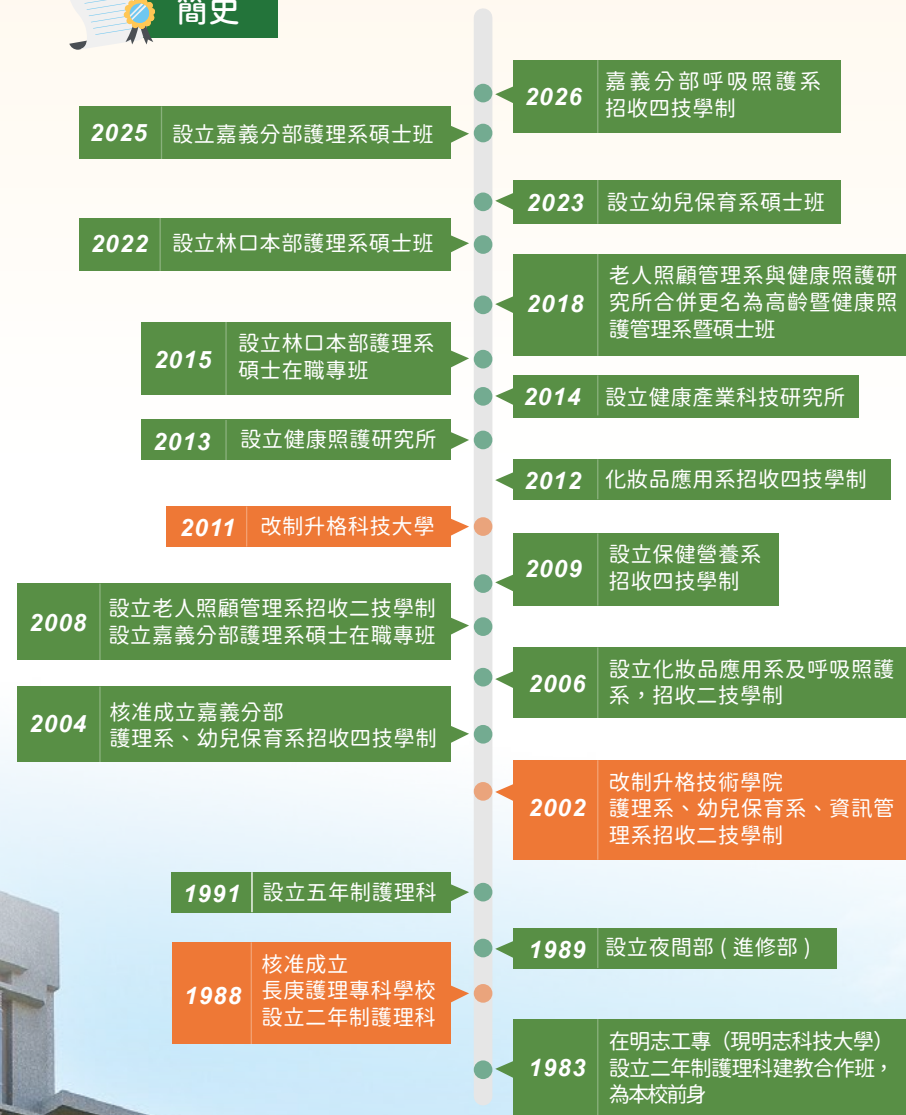 簡史
2026
嘉義分部呼吸照護系
招收四技學制
2025
設立嘉義分部護理系碩士班
2023
設立幼兒保育系碩士班
2022
設立林口本部護理系碩士班
2018
老人照顧管理系與健康照護研
究所合併更名為高齡暨健康照
護管理系暨碩士班
2015
設立林口本部護理系
碩士在職專班
2014
設立健康產業科技研究所
2013
設立健康照護研究所
2012
化妝品應用系招收四技學制
2011
改制升格科技大學
2009
設立保健營養系
招收四技學制
2008
設立老人照顧管理系招收二技學制
設立嘉義分部護理系碩士在職專班
2006
設立化妝品應用系及呼吸照護
系，招收二技學制
2004
核准成立嘉義分部
護理系、幼兒保育系招收四技學制
2002
改制升格技術學院
護理系、幼兒保育系、資訊管
理系招收二技學制
1991
設立五年制護理科
1989
設立夜間部(進修部)
1988
核准成立
長庚護理專科學校
設立二年制護理科
1983
在明志工專（現明志科技大學）
設立二年制護理科建教合作班，
為本校前身